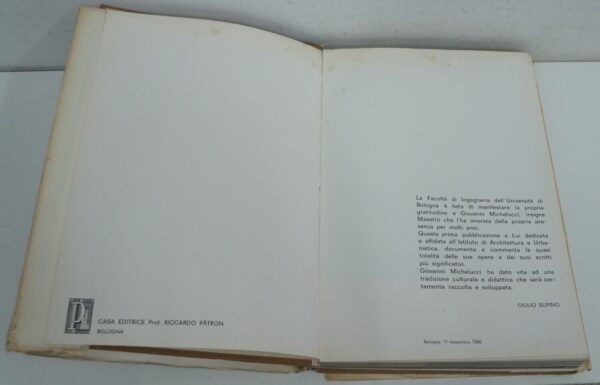 CASA EDITRICE Prof. RICCARDO PÀTRON
BOLOGNA
La Facoltà di Ingegneria dell'Università di
Bologna è lieta di manifestare la propria
gratitudine a Giovanni Michelucci, insigne
Maestro che l'ha onorata della propria pre-
senza per molti anni.
Questa prima pubblicazione a Lui dedicata
e affidata all'Istituto di Architettura e Urba-
nistica, documenta e commenta la quasi
totalità delle sue opere e dei suoi scritti
più significativi.
Giovanni Michelucci ha dato vita ad una
tradizione culturale e didattica che sarà cer-
tamente raccolta e sviluppata.
GIULIO SUPINO
Bologna, 11 novembre 1966